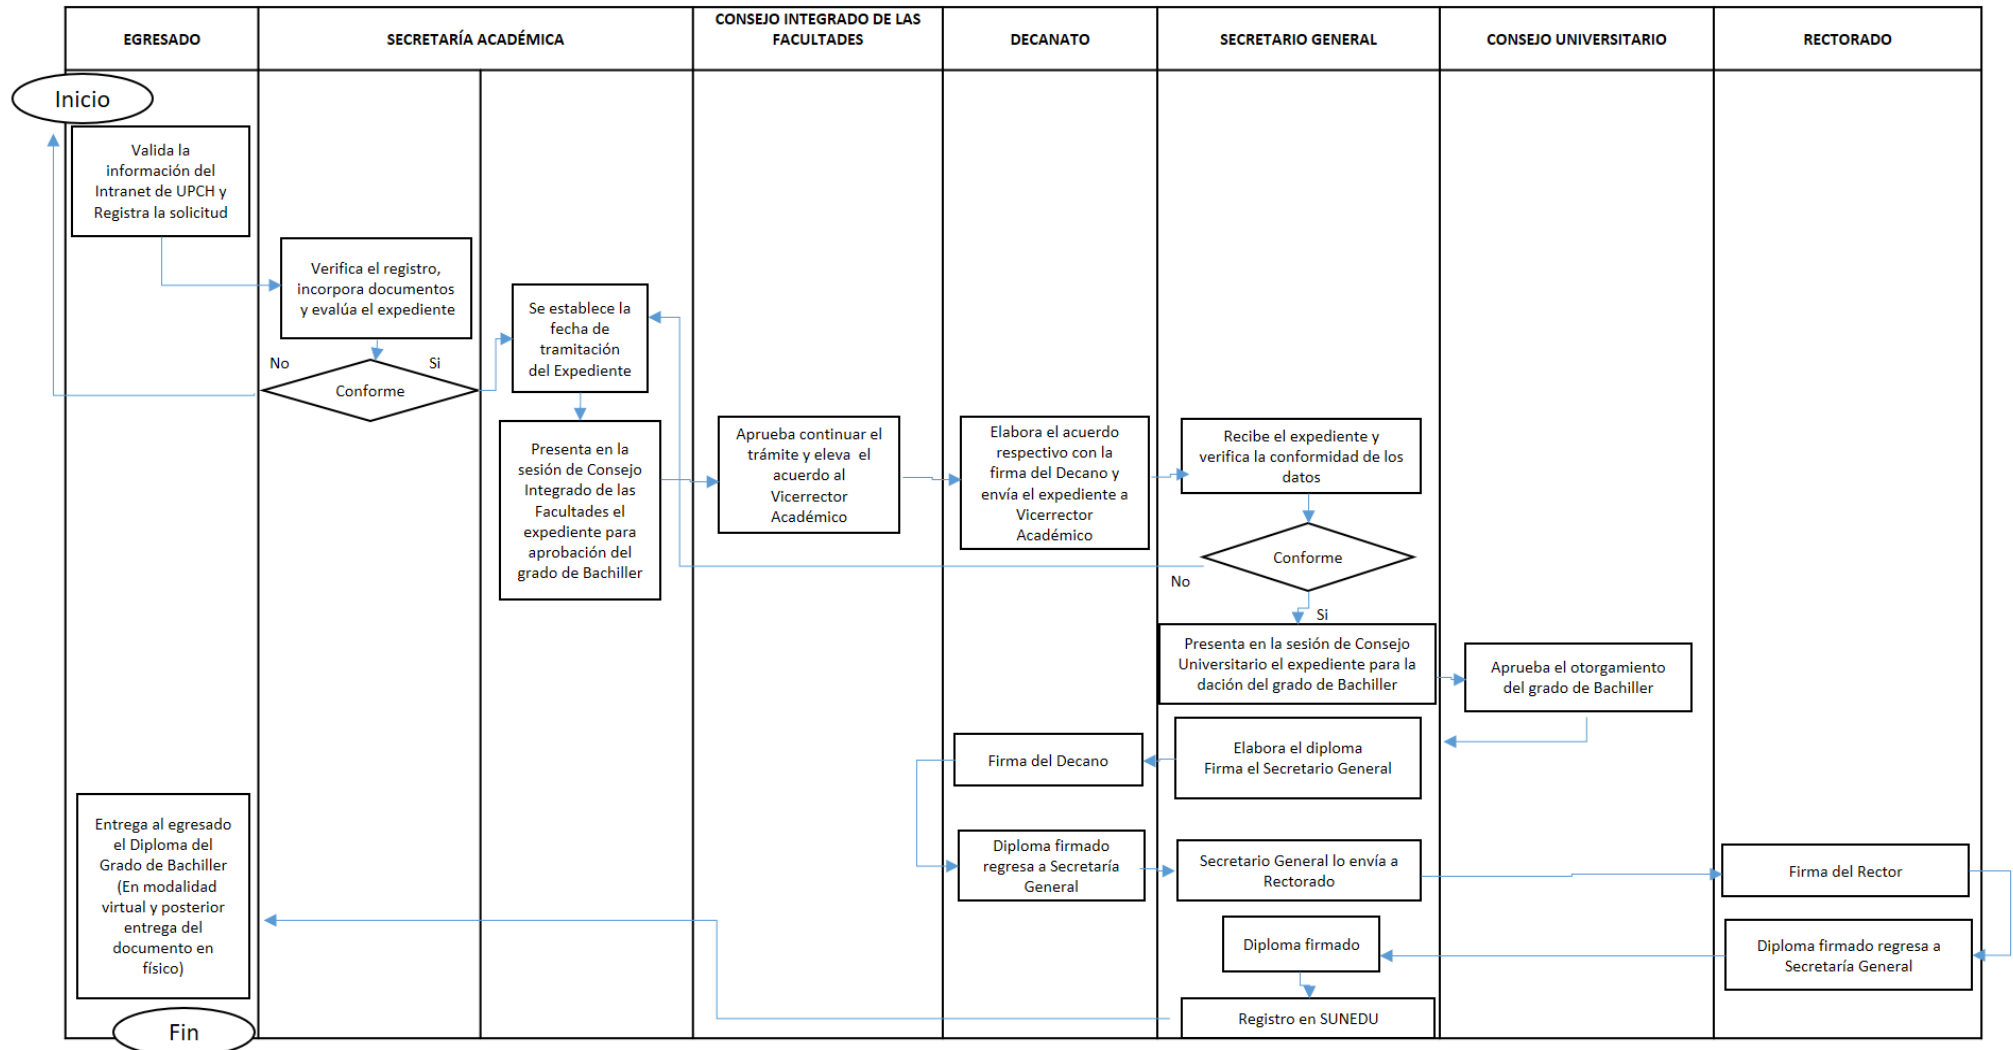 EGRESADO
SECRETARÍA ACADÉMICA
CONSEJO INTEGRADO DE LAS
FACULTADES
DECANATO
SECRETARIO GENERAL
CONSEJO UNIVERSITARIO
RECTORADO
Inicio
Valida la
información del
Intranet de UPCH y
Registra la solicitud
Verifica el registro,
incorpora documentos
y evalúa el expediente
No
Si
Conforme
Se establece la
fecha de
tramitación
del Expediente
Presenta en la
sesión de Consejo
Integrado de las
Facultades el
expediente para
aprobación del
grado de Bachiller
Aprueba continuar el
trámite y eleva  el
acuerdo al
Vicerrector
Académico
Elabora el acuerdo
respectivo con la
firma del Decano y
envía el expediente a
Vicerrector
Académico
Recibe el expediente y
verifica la conformidad de los
datos
Conforme
No
Si
Presenta en la sesión de Consejo
Universitario el expediente para la
dación del grado de Bachiller
Aprueba el otorgamiento
del grado de Bachiller
Elabora el diploma
Firma el Secretario General
Firma del Decano
Diploma firmado
regresa a Secretaría
General
Secretario General lo envía a
Rectorado
Firma del Rector
Diploma firmado regresa a
Secretaría General
Diploma firmado
Registro en SUNEDU
Entrega al egresado
el Diploma del
Grado de Bachiller
(En modalidad
virtual y posterior
entrega del
documento en
físico)
Fin